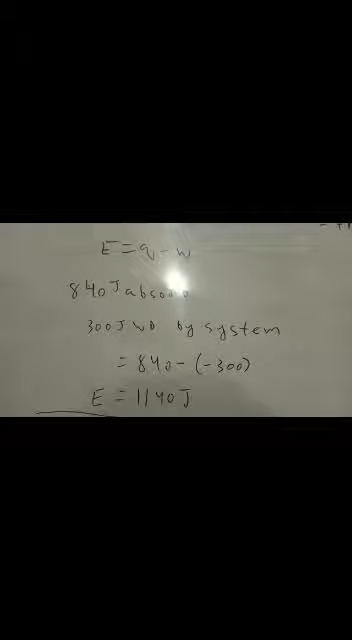 E = q - w
840 J absorb
300 J WD by system
= 840 - (-300)
E = 1140 J